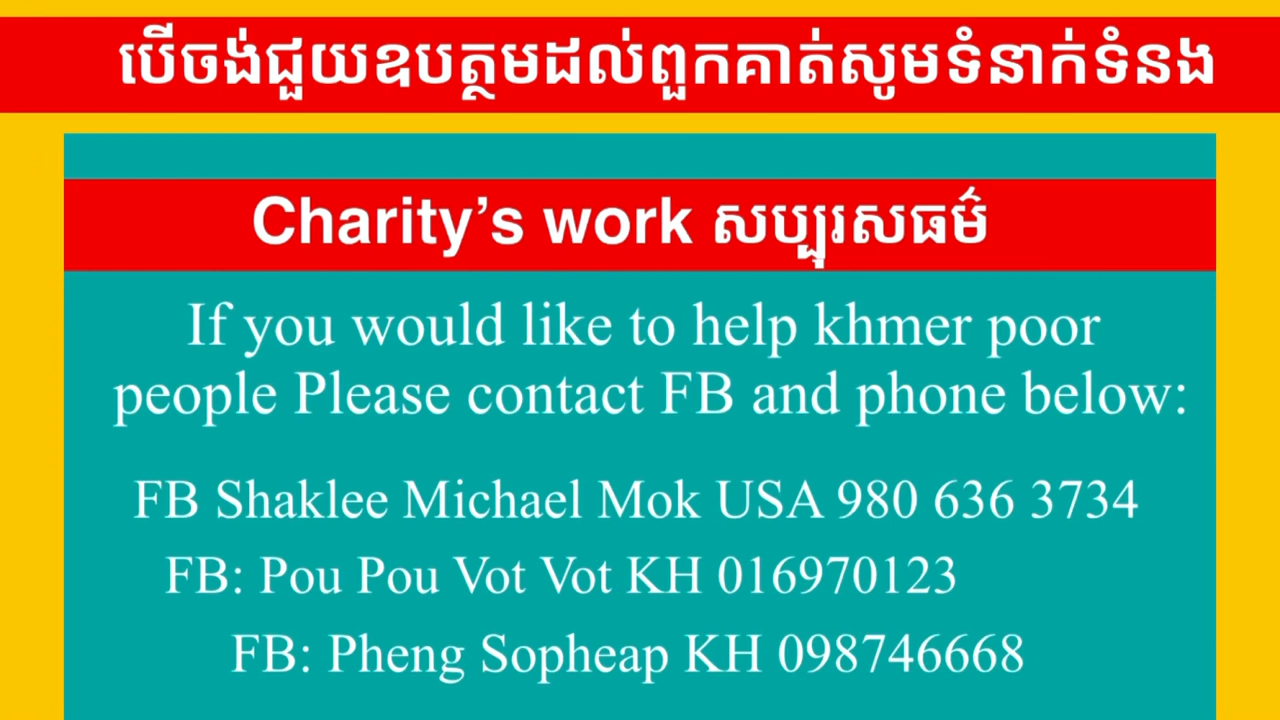 បើចង់ជួយឧបត្ថមដល់ពួកគាត់សូមទំនាក់ទំនង
Charity’s work សប្បុរសធម៌
If you would like to help khmer poor
people Please contact FB and phone below:
FB Shaklee Michael Mok USA 980 636 3734
FB: Pou Pou Vot Vot KH 016970123
FB: Pheng Sopheap KH 098746668